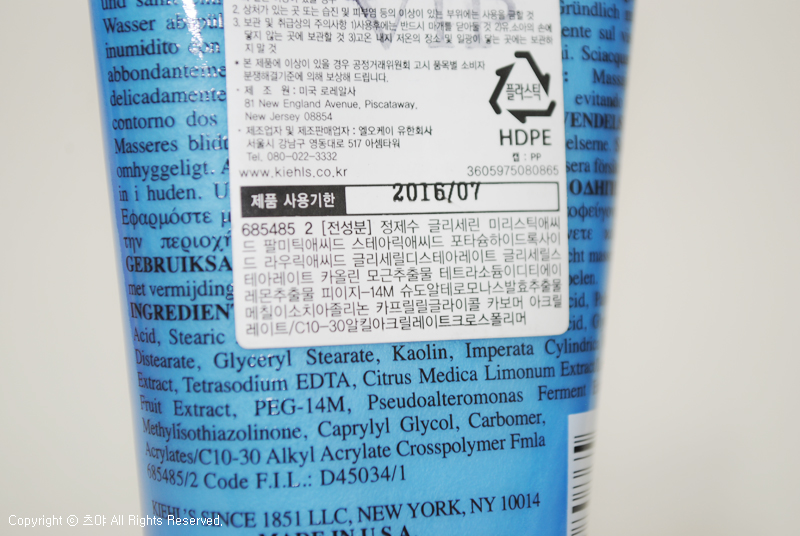 Gründlich m
und sanft
2. 상처가 있는 곳 또는 습진 및 피부염 등의 이상이 있는 부위에는 사용을 금할 것
Wasser
3. 보관 및 취급상의 주의사항 1)사용후에는 반드시 마개를 닫아둘 것 2)유·소아의 손에
닿지 않는 곳에 보관할 것 3)고온 내지 저온의 장소 및 일광이 닿는 곳에는 보관하
지 말 것
inumidito con
• 본 제품에 이상이 있을 경우 공정거래위원회 고시 품목별 소비자
분쟁해결기준에 의해 보상해 드립니다.
abbondanteme
• 제 조 원 : 미국 로레알사
81 New England Avenue, Piscataway,
New Jersey 08854
delicadamente
contorno dos
• 제조업자 및 제조판매업자 : 엘오케이 유한회사
서울시 강남구 영동대로 517 아셈타워
Tel. 080-022-3332
www.kiehls.co.kr
플라스틱
HDPE
캡 : PP
3605975080865
Masseres blidt
omhyggeligt. A
in i huden. U
제품 사용기한 2016/07
Εφαρμόστε μ
την περιοχή
685485 2 [전성분] 정제수 글리세린 미리스틱애씨
드 팔미틱애씨드 스테아릭애씨드 포타슘하이드록사이
드 라우릭애씨드 글리세릴디스테아레이트 글리세릴스
테아레이트 카올린 모근추출물 테트라소듐이디티에이
레몬추출물 피이지-14M 슈도알테로모나스발효추출물
메칠이소치아졸리논 카프릴릴글라이콜 카보머 아크릴
레이트/C10-30알킬아크릴레이트크로스폴리머
GEBRUIKSA
met vermijding
INGREDIENT
Acid, Stearic
Distearate, Glyceryl Stearate, Kaolin, Imperata Cylindric
Extract, Tetrasodium EDTA, Citrus Medica Limonum Extract
Fruit Extract, PEG-14M, Pseudoalteromonas Ferment E
Methylisothiazolinone, Caprylyl Glycol, Carbomer,
Acrylates/C10-30 Alkyl Acrylate Crosspolymer Fmla
685485/2 Code F.I.L.: D45034/1
KIEHL'S SINCE 1851 LLC, NEW YORK, NY 10014
MADE IN U.S.A.
Copyright ⓒ 츠야 All Rights Reserved,